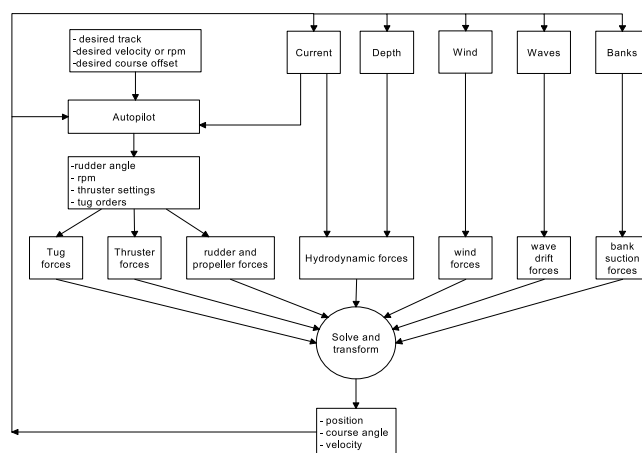 - desired track
-desired velocity or rpm
-desired course offset
Current
Depth
Wind
Waves
Banks
Autopilot
-rudder angle
- rpm
- thruster settings
- tug orders
Tug
forces
Thruster
forces
rudder and
propeller forces
Hydrodynamic forces
wind
forces
wave
drift
forces
bank
suction
forces
Solve and
transform
- position
- course angle
- velocity